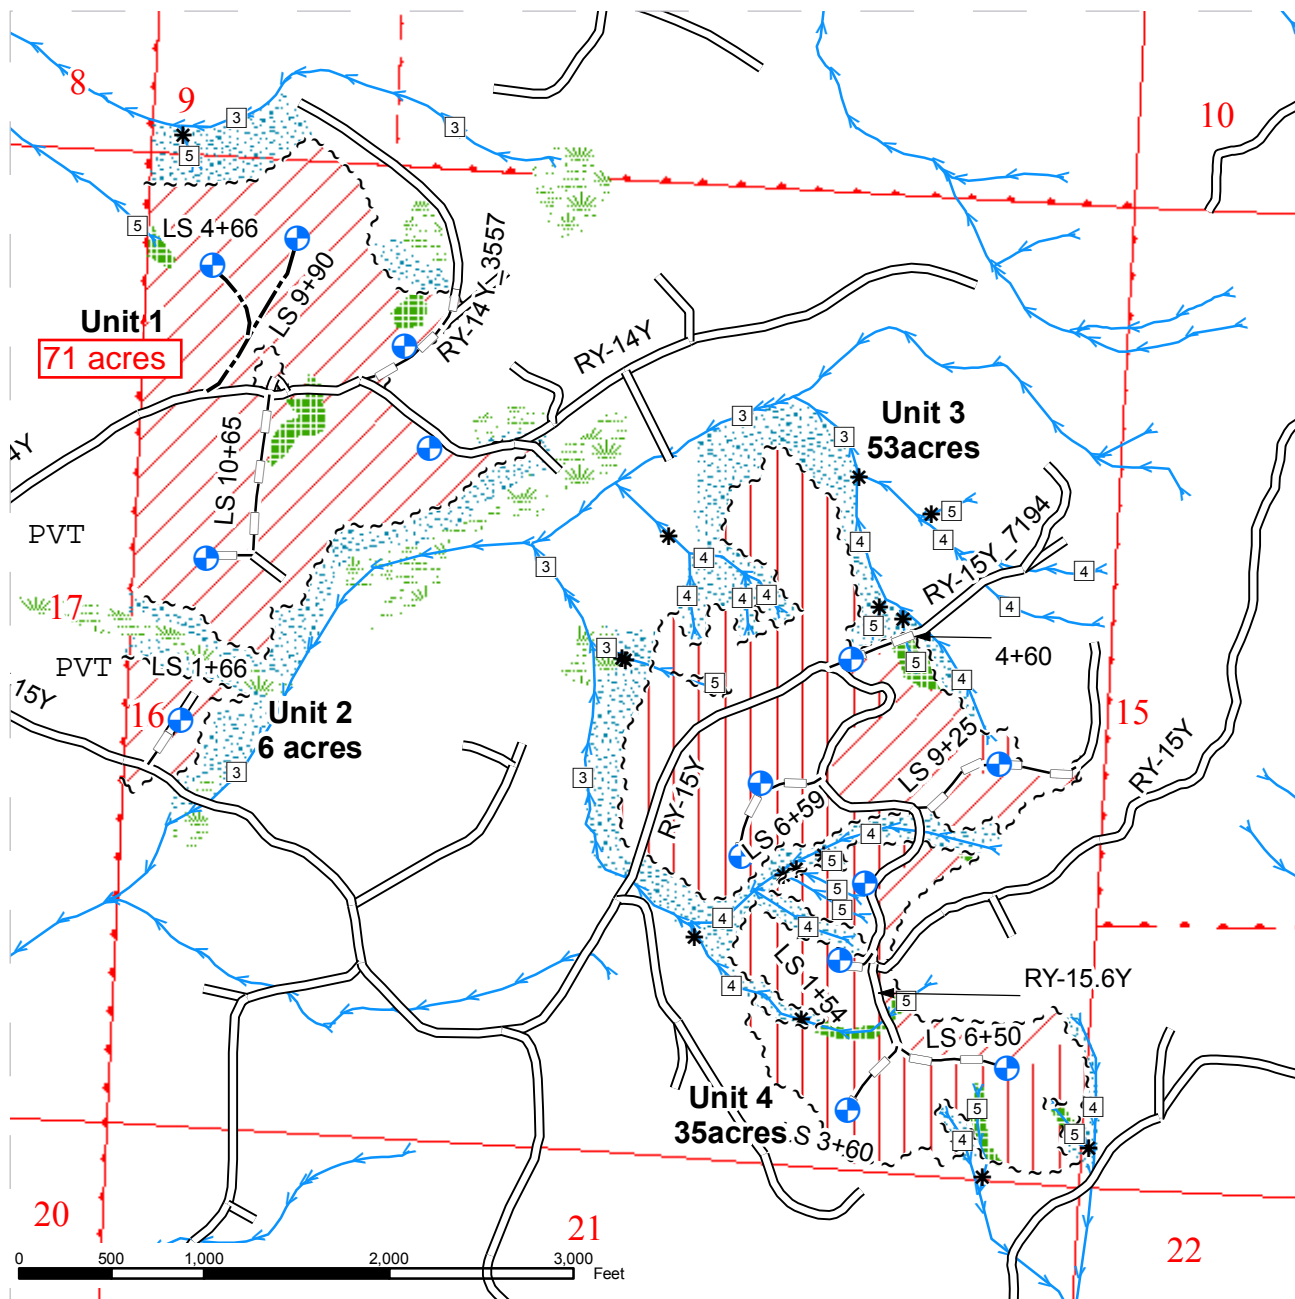 8
9
10
3
3
5
5
LS 4+66
LS 9+90
RY-14Y_3557
Unit 1
71 acres
RY-14Y
4Y
LS 10+65
PVT
17
PVT
LS 1+66
15Y
16
Unit 2
6 acres
3
3
3
3
3
Unit 3
53acres
3
5
4
4
4
4
4
4
4
4
RY-15Y_7194
5
5
4+60
4
5
15
RY-15Y
RY-15Y
LS 9+25
LS 6+59
4
5
5
5
4
4
4
LS 1+54
RY-15.6Y
5
LS 6+50
Unit 4
35acres
LS 3+60
5
4
4
5
20
21
22
0
500
1,000
2,000
3,000
Feet